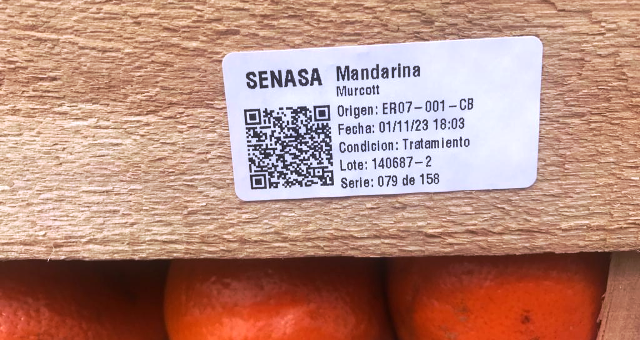 SENASA Mandarina
Murcott
Origen: ER07-001-CB
Fecha: 01/11/23 18:03
Condicion: Tratamiento
Lote: 140687-2
Serie: 079 de 158